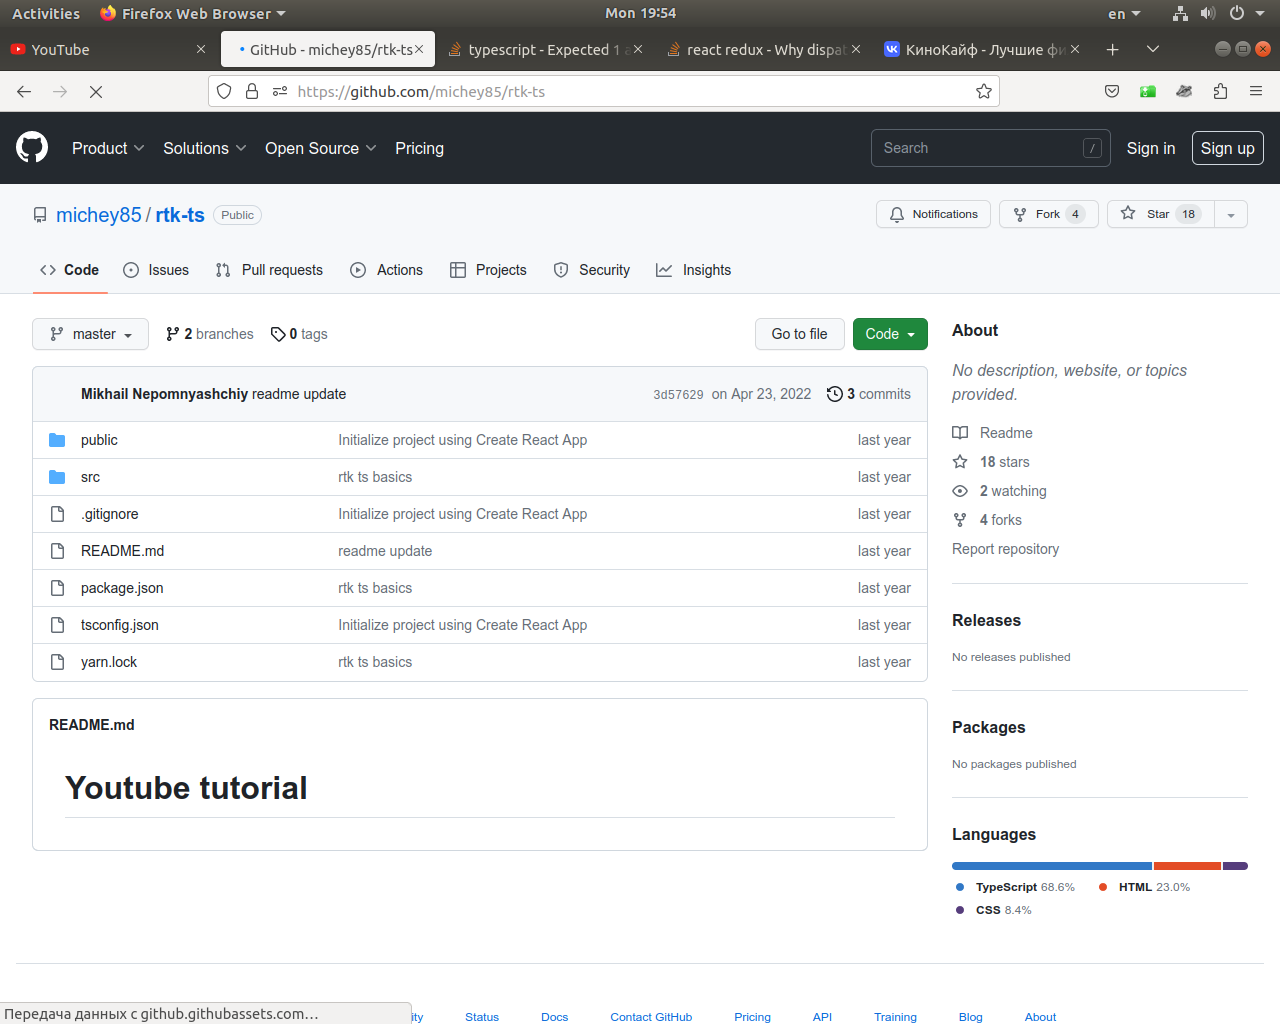 Activities Firefox Web Browser Mon 19:54 en
YouTube GitHub - michey85/rtk-ts typescript - Expected 1 a react redux - Why dispat КиноКайф - Лучшие фи
https://github.com/michey85/rtk-ts
Product Solutions Open Source Pricing Search / Sign in Sign up
michey85 / rtk-ts Public Notifications Fork 4 Star 18
Code Issues Pull requests Actions Projects Security Insights
master 2 branches 0 tags Go to file Code
Mikhail Nepomnyashchiy readme update 3d57629 on Apr 23, 2022 3 commits
public Initialize project using Create React App last year
src rtk ts basics last year
.gitignore Initialize project using Create React App last year
README.md readme update last year
package.json rtk ts basics last year
tsconfig.json Initialize project using Create React App last year
yarn.lock rtk ts basics last year
README.md
Youtube tutorial
About
No description, website, or topics
provided.
Readme
18 stars
2 watching
4 forks
Report repository
Releases
No releases published
Packages
No packages published
Languages
TypeScript 68.6% HTML 23.0%
CSS 8.4%
Передача данных с github.githubassets.com… ity Status Docs Contact GitHub Pricing API Training Blog About